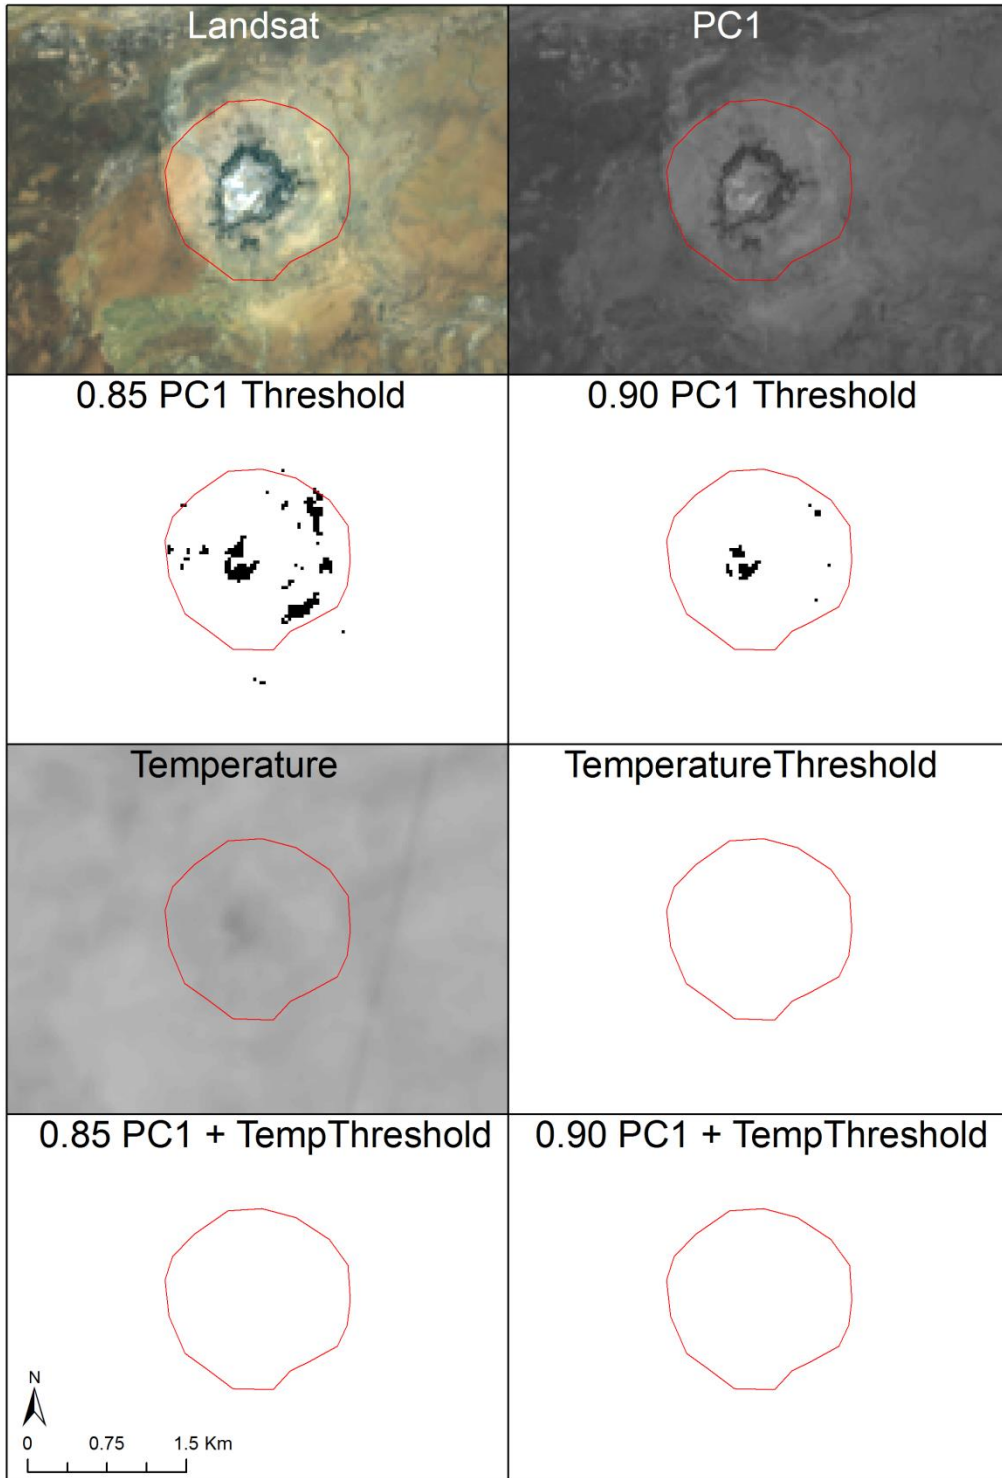 Landsat
PC1
0.85 PC1 Threshold
0.90 PC1 Threshold
Temperature
TemperatureThreshold
0.85 PC1 + TempThreshold
0.90 PC1 + TempThreshold
N
0 0.75 1.5 Km